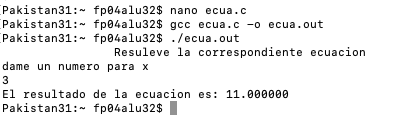 [Pakistan31:~ fp04alu32$ nano ecua.c
[Pakistan31:~ fp04alu32$ gcc ecua.c -o ecua.out
[Pakistan31:~ fp04alu32$ ./ecua.out
Resuleve la correspondiente ecuacion
dame un numero para x
3
El resultado de la ecuacion es: 11.000000
Pakistan31:~ fp04alu32$